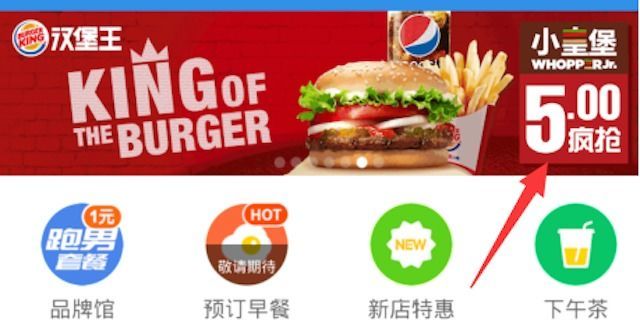 BURGER KING
汉堡王
KING OF
THE BURGER
小皇堡
WHOPPER Jr.
5.00
疯抢
pepsi
1元
跑男
套餐
HOT
敬请期待
NEW
品牌馆
预订早餐
新店特惠
下午茶